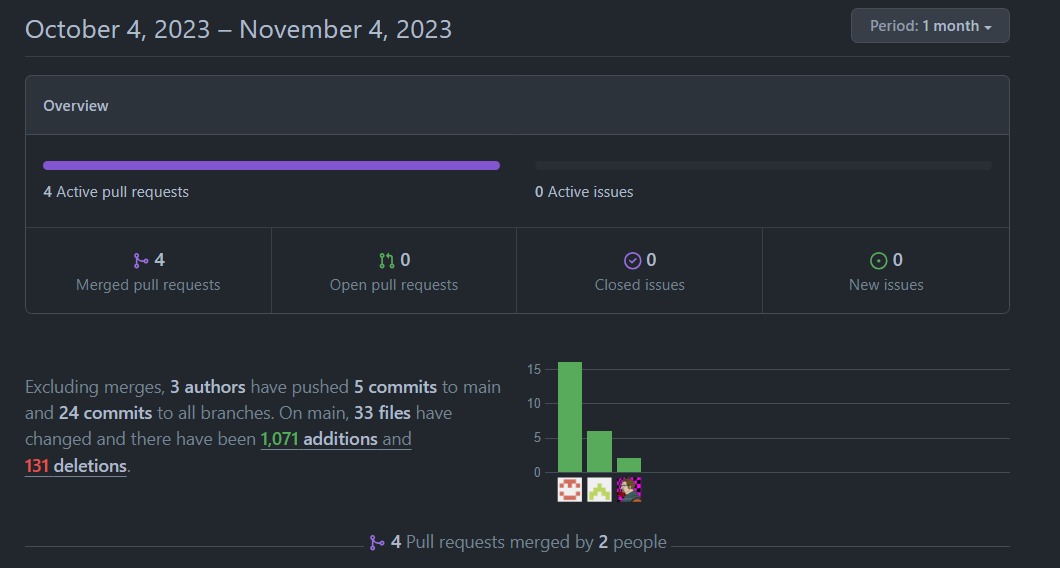 October 4, 2023 – November 4, 2023
Period: 1 month
Overview
4 Active pull requests
0 Active issues
4
Merged pull requests
0
Open pull requests
0
Closed issues
0
New issues
Excluding merges, 3 authors have pushed 5 commits to main
and 24 commits to all branches. On main, 33 files have
changed and there have been 1,071 additions and
131 deletions.
15
10
5
0
4 Pull requests merged by 2 people